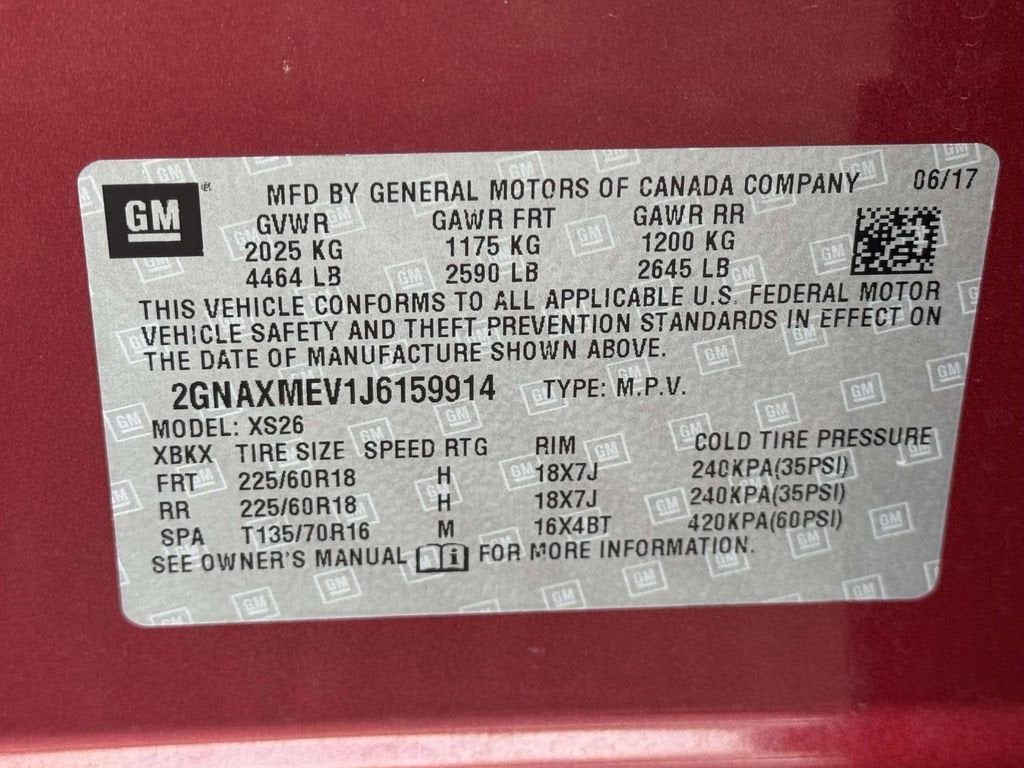 GM MFD BY GENERAL MOTORS OF CANADA COMPANY 06/17
GVWR GAWR FRT GAWR RR
2025 KG 1175 KG 1200 KG
4464 LB 2590 LB 2645 LB
THIS VEHICLE CONFORMS TO ALL APPLICABLE U.S. FEDERAL MOTOR
VEHICLE SAFETY AND THEFT PREVENTION STANDARDS IN EFFECT ON
THE DATE OF MANUFACTURE SHOWN ABOVE.
2GNAXMEV1J6159914 TYPE: M.P.V.
MODEL: XS26
XBKX TIRE SIZE SPEED RTG RIM COLD TIRE PRESSURE
FRT 225/60R18 H 18X7J 240KPA(35PSI)
RR 225/60R18 H 18X7J 240KPA(35PSI)
SPA T135/70R16 M 16X4BT 420KPA(60PSI)
SEE OWNER'S MANUAL FOR MORE INFORMATION.